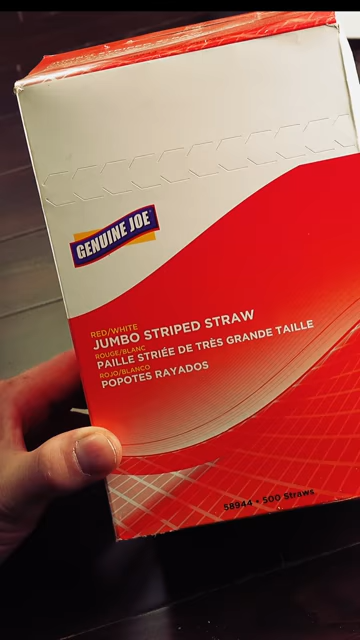 GENUINE JOE
RED/WHITE
JUMBO STRIPED STRAW
ROUGE/BLANC
PAILLE STRIÉE DE TRÈS GRANDE TAILLE
ROJO/BLANCO
POPOTES RAYADOS
58944 • 500 Straws